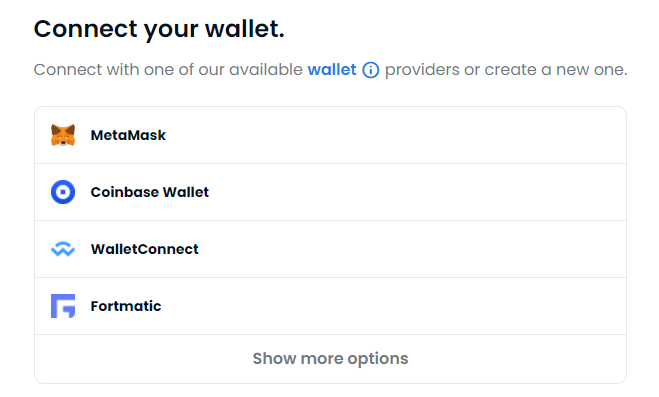 Connect your wallet.
Connect with one of our available wallet providers or create a new one.
MetaMask
Coinbase Wallet
WalletConnect
Fortmatic
Show more options